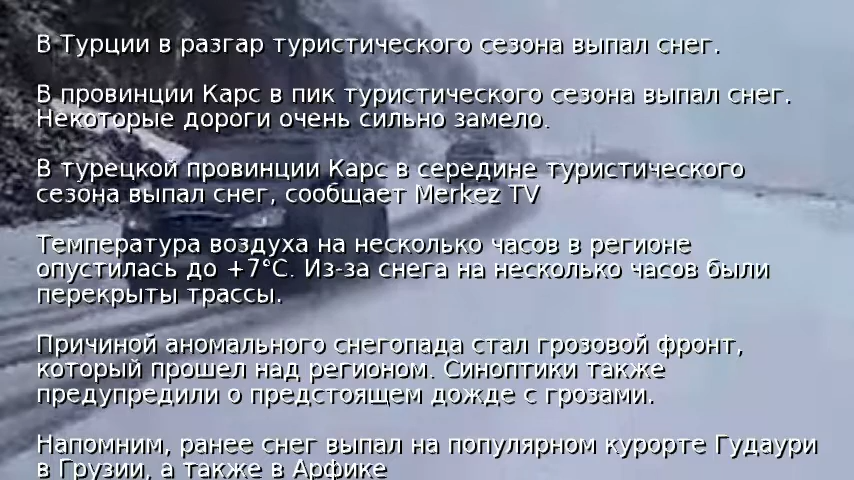 В Турции в разгар туристического сезона выпал снег.
В провинции Карс в пик туристического сезона выпал снег.
Некоторые дороги очень сильно замело.
В турецкой провинции Карс в середине туристического
сезона выпал снег, сообщает Merkez TV
Температура воздуха на несколько часов в регионе
опустилась до +7°С. Из-за снега на несколько часов были
перекрыты трассы.
Причиной аномального снегопада стал грозовой фронт,
который прошел над регионом. Синоптики также
предупредили о предстоящем дожде с грозами.
Напомним, ранее снег выпал на популярном курорте Гудаури
в Грузии, а также в Арфике